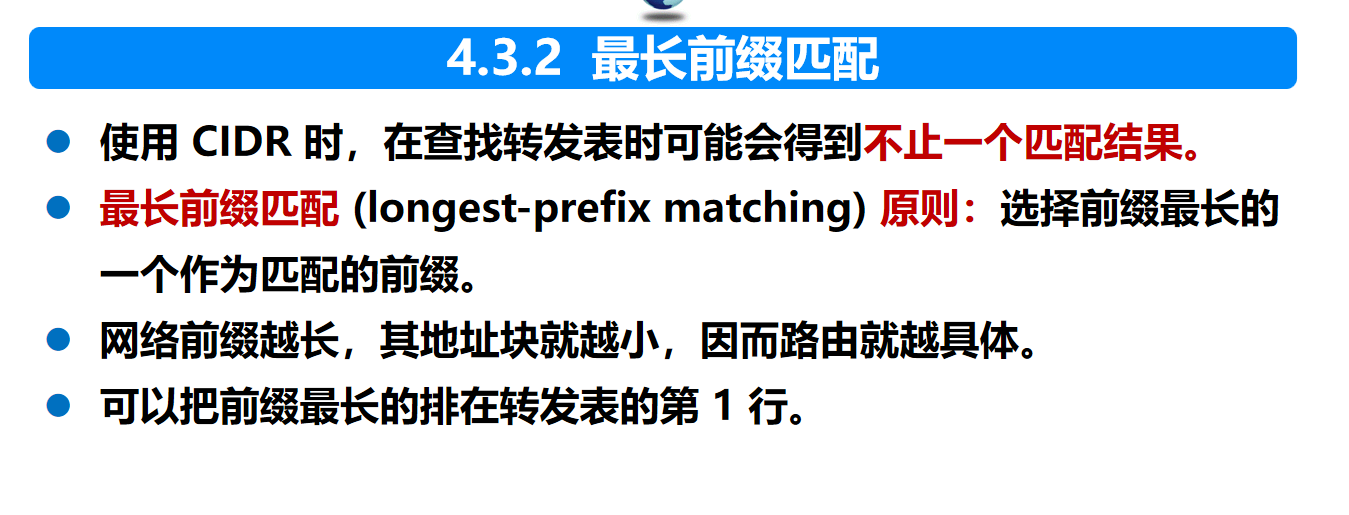 4.3.2 最长前缀匹配
使用 CIDR 时，在查找转发表时可能会得到不止一个匹配结果。
最长前缀匹配 (longest-prefix matching) 原则：选择前缀最长的
一个作为匹配的前缀。
网络前缀越长，其地址块就越小，因而路由就越具体。
可以把前缀最长的排在转发表的第 1 行。